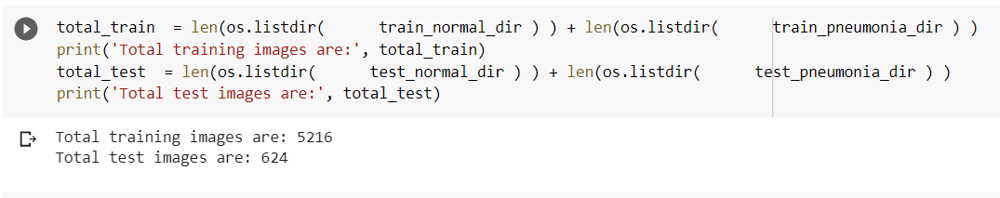 total_train  = len(os.listdir(      train_normal_dir ) ) + len(os.listdir(      train_pneumonia_dir ) )
print('Total training images are:', total_train)
total_test  = len(os.listdir(      test_normal_dir ) ) + len(os.listdir(      test_pneumonia_dir ) )
print('Total test images are:', total_test)
Total training images are: 5216
Total test images are: 624